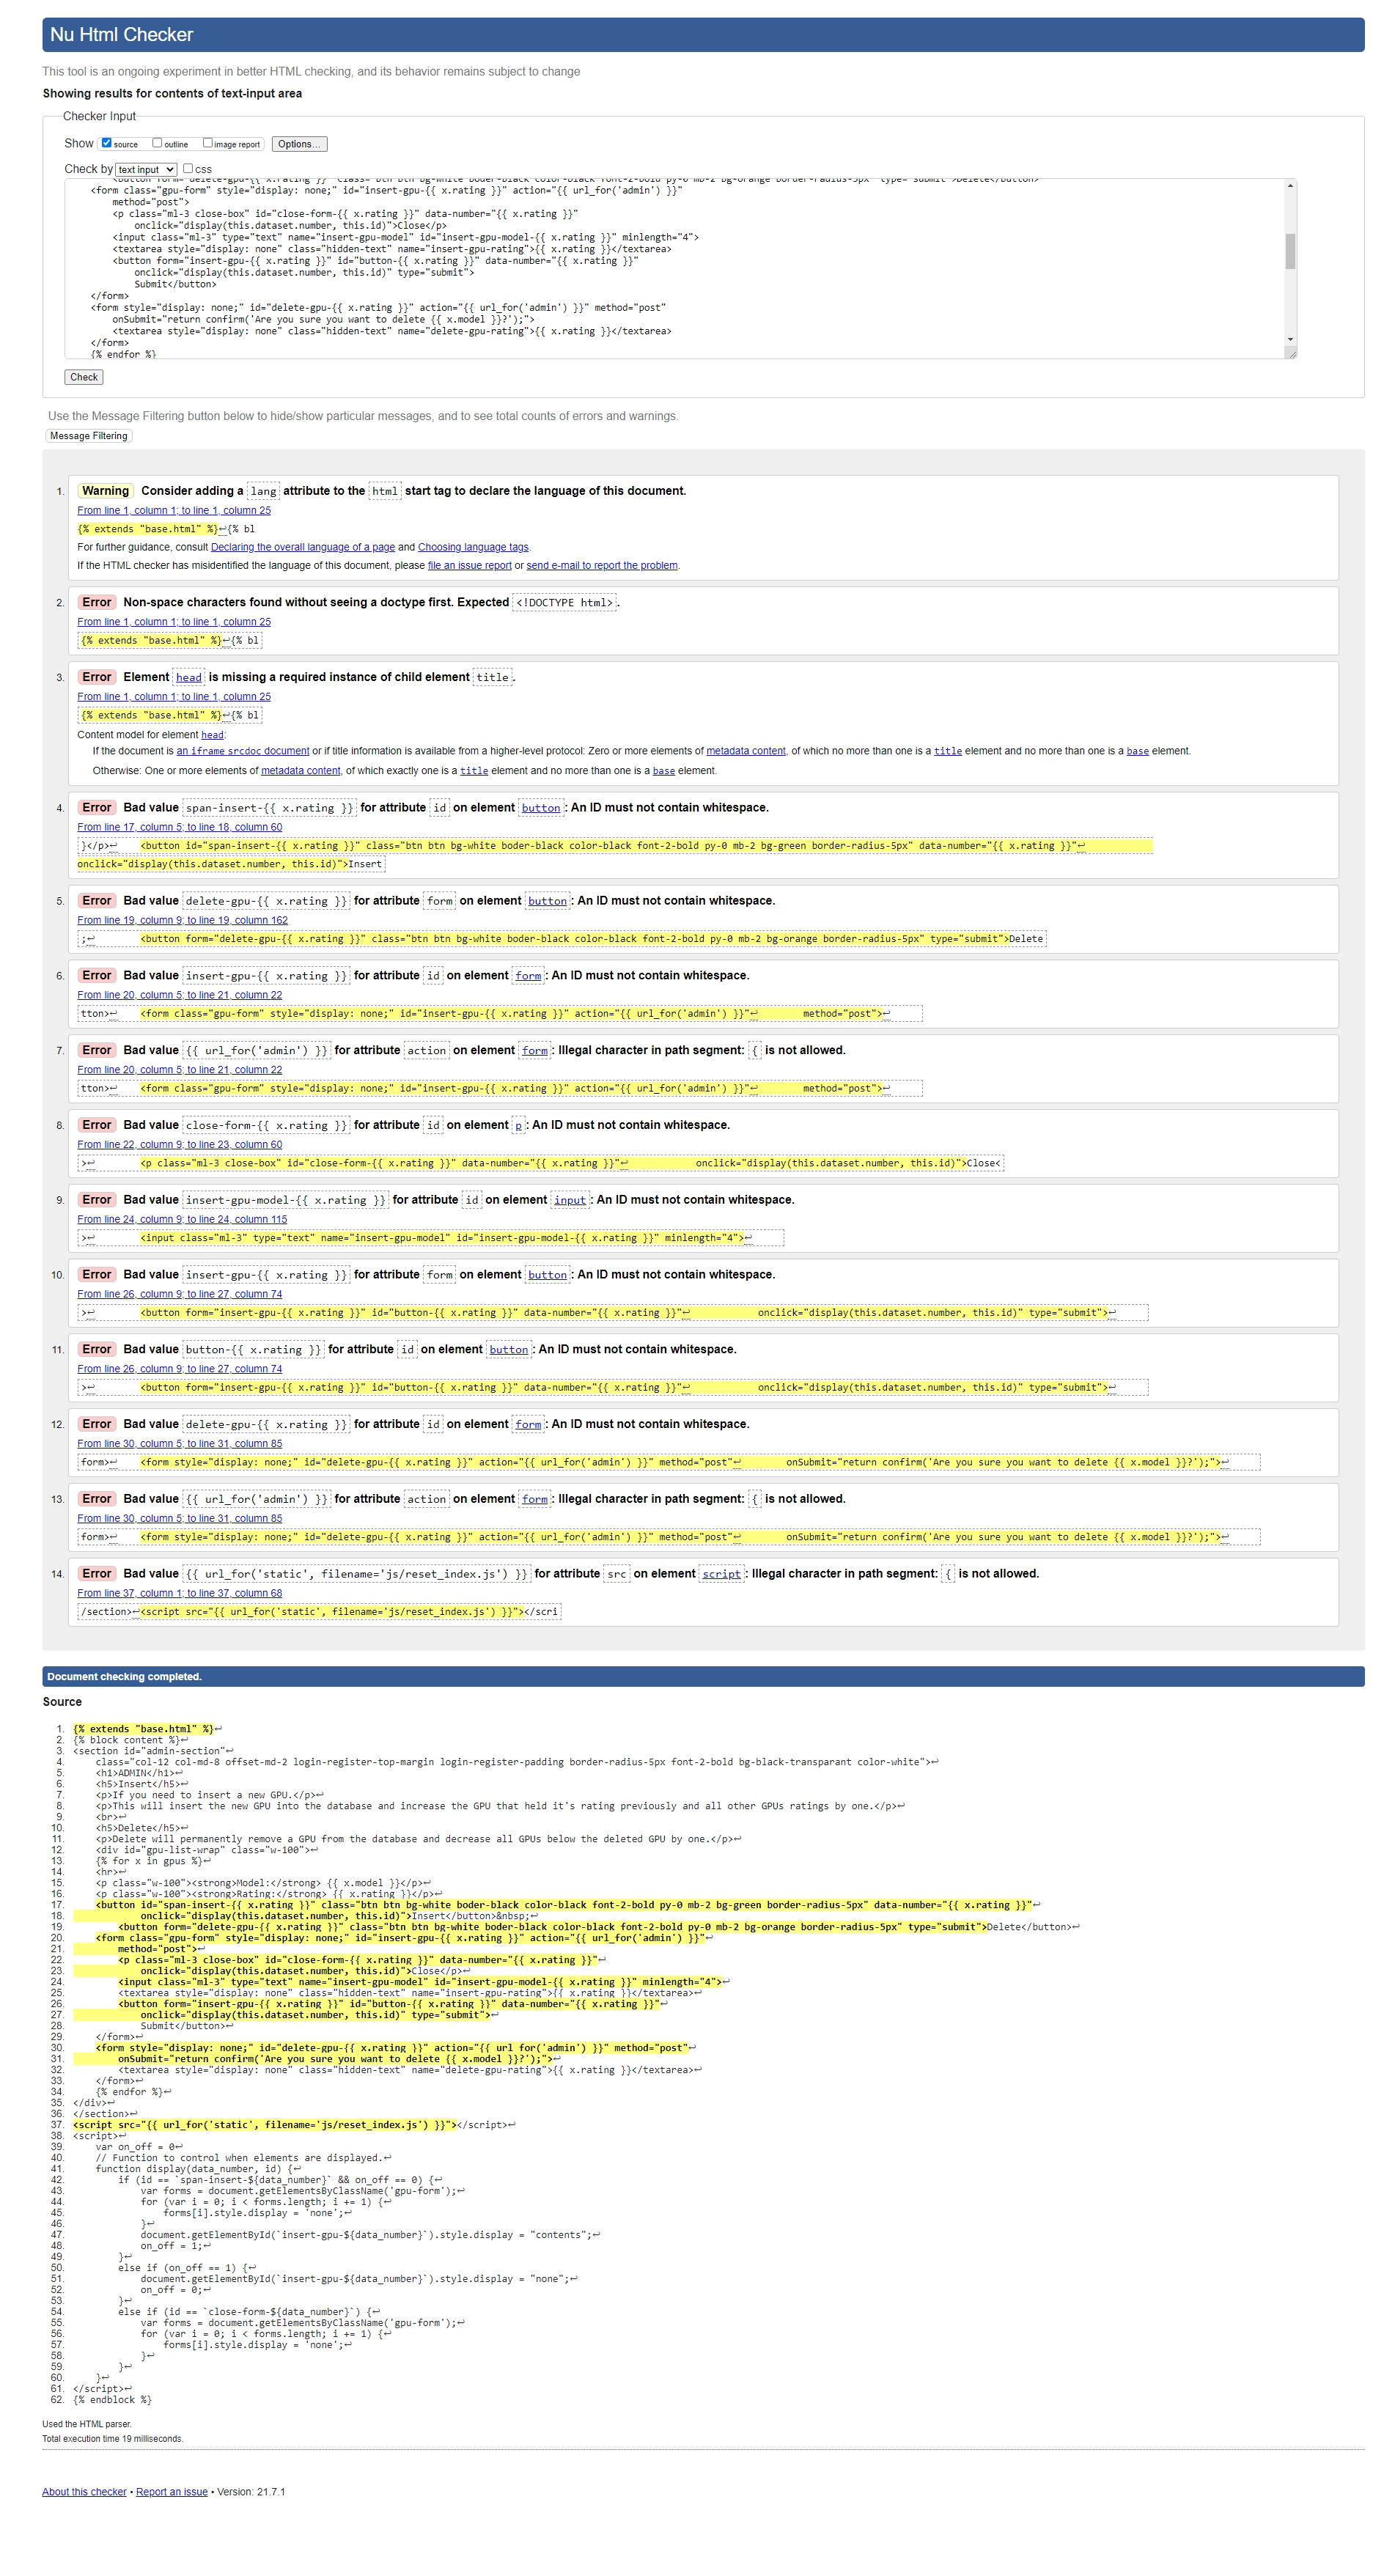 Nu Html Checker
This tool is an ongoing experiment in better HTML checking, and its behavior remains subject to change
Showing results for contents of text-input area
Checker Input
Show source outline image report Options...
Check by text input css
<form class="gpu-form" style="display: none;" id="insert-gpu-{{ x.rating }}" action="{{ url_for('admin') }}"
method="post">
<p class="ml-3 close-box" id="close-form-{{ x.rating }}" data-number="{{ x.rating }}"
onclick="display(this.dataset.number, this.id)">Close</p>
<input class="ml-3" type="text" name="insert-gpu-model" id="insert-gpu-model-{{ x.rating }}" minlength="4">
<textarea style="display: none" class="hidden-text" name="insert-gpu-rating">{{ x.rating }}</textarea>
<button form="insert-gpu-{{ x.rating }}" id="button-{{ x.rating }}" data-number="{{ x.rating }}"
onclick="display(this.dataset.number, this.id)" type="submit">
Submit</button>
</form>
<form style="display: none;" id="delete-gpu-{{ x.rating }}" action="{{ url_for('admin') }}" method="post"
onSubmit="return confirm('Are you sure you want to delete {{ x.model }}?');">
<textarea style="display: none" class="hidden-text" name="delete-gpu-rating">{{ x.rating }}</textarea>
</form>
{% endfor %}
Check
Use the Message Filtering button below to hide/show particular messages, and to see total counts of errors and warnings.
Message Filtering
1. Warning Consider adding a lang attribute to the html start tag to declare the language of this document.
From line 1, column 1; to line 1, column 25
{% extends "base.html" %}↩{% bl
For further guidance, consult Declaring the overall language of a page and Choosing language tags.
If the HTML checker has misidentified the language of this document, please file an issue report or send e-mail to report the problem.
2. Error Non-space characters found without seeing a doctype first. Expected <!DOCTYPE html>.
From line 1, column 1; to line 1, column 25
{% extends "base.html" %}↩{% bl
3. Error Element head is missing a required instance of child element title.
From line 1, column 1; to line 1, column 25
{% extends "base.html" %}↩{% bl
Content model for element head:
If the document is an iframe srcdoc document or if title information is available from a higher-level protocol: Zero or more elements of metadata content, of which no more than one is a title element and no more than one is a base element.
Otherwise: One or more elements of metadata content, of which exactly one is a title element and no more than one is a base element.
4. Error Bad value span-insert-{{ x.rating }} for attribute id on element button: An ID must not contain whitespace.
From line 17, column 5; to line 18, column 60
}</p>↩ <button id="span-insert-{{ x.rating }}" class="btn btn bg-white boder-black color-black font-2-bold py-0 mb-2 bg-green border-radius-5px" data-number="{{ x.rating }}"↩
onclick="display(this.dataset.number, this.id)">Insert
5. Error Bad value delete-gpu-{{ x.rating }} for attribute form on element button: An ID must not contain whitespace.
From line 19, column 9; to line 19, column 162
;↩ <button form="delete-gpu-{{ x.rating }}" class="btn btn bg-white boder-black color-black font-2-bold py-0 mb-2 bg-orange border-radius-5px" type="submit">Delete
6. Error Bad value insert-gpu-{{ x.rating }} for attribute id on element form: An ID must not contain whitespace.
From line 20, column 5; to line 21, column 22
tton>↩ <form class="gpu-form" style="display: none;" id="insert-gpu-{{ x.rating }}" action="{{ url_for('admin') }}"↩ method="post">↩
7. Error Bad value {{ url_for('admin') }} for attribute action on element form: Illegal character in path segment: { is not allowed.
From line 20, column 5; to line 21, column 22
tton>↩ <form class="gpu-form" style="display: none;" id="insert-gpu-{{ x.rating }}" action="{{ url_for('admin') }}"↩ method="post">↩
8. Error Bad value close-form-{{ x.rating }} for attribute id on element p: An ID must not contain whitespace.
From line 22, column 9; to line 23, column 60
>↩ <p class="ml-3 close-box" id="close-form-{{ x.rating }}" data-number="{{ x.rating }}"↩ onclick="display(this.dataset.number, this.id)">Close<
9. Error Bad value insert-gpu-model-{{ x.rating }} for attribute id on element input: An ID must not contain whitespace.
From line 24, column 9; to line 24, column 115
>↩ <input class="ml-3" type="text" name="insert-gpu-model" id="insert-gpu-model-{{ x.rating }}" minlength="4">↩
10. Error Bad value insert-gpu-{{ x.rating }} for attribute form on element button: An ID must not contain whitespace.
From line 26, column 9; to line 27, column 74
>↩ <button form="insert-gpu-{{ x.rating }}" id="button-{{ x.rating }}" data-number="{{ x.rating }}"↩ onclick="display(this.dataset.number, this.id)" type="submit">↩
11. Error Bad value button-{{ x.rating }} for attribute id on element button: An ID must not contain whitespace.
From line 26, column 9; to line 27, column 74
>↩ <button form="insert-gpu-{{ x.rating }}" id="button-{{ x.rating }}" data-number="{{ x.rating }}"↩ onclick="display(this.dataset.number, this.id)" type="submit">↩
12. Error Bad value delete-gpu-{{ x.rating }} for attribute id on element form: An ID must not contain whitespace.
From line 30, column 5; to line 31, column 85
form>↩ <form style="display: none;" id="delete-gpu-{{ x.rating }}" action="{{ url_for('admin') }}" method="post"↩ onSubmit="return confirm('Are you sure you want to delete {{ x.model }}?');">↩
13. Error Bad value {{ url_for('admin') }} for attribute action on element form: Illegal character in path segment: { is not allowed.
From line 30, column 5; to line 31, column 85
form>↩ <form style="display: none;" id="delete-gpu-{{ x.rating }}" action="{{ url_for('admin') }}" method="post"↩ onSubmit="return confirm('Are you sure you want to delete {{ x.model }}?');">↩
14. Error Bad value {{ url_for('static', filename='js/reset_index.js') }} for attribute src on element script: Illegal character in path segment: { is not allowed.
From line 37, column 1; to line 37, column 68
/section>↩<script src="{{ url_for('static', filename='js/reset_index.js') }}"></scri
Document checking completed.
Source
1. {% extends "base.html" %}↩
2. {% block content %}↩
3. <section id="admin-section"↩
4. class="col-12 col-md-8 offset-md-2 login-register-top-margin login-register-padding border-radius-5px font-2-bold bg-black-transparant color-white">↩
5. <h1>ADMIN</h1>↩
6. <h5>Insert</h5>↩
7. <p>If you need to insert a new GPU.</p>↩
8. <p>This will insert the new GPU into the database and increase the GPU that held it's rating previously and all other GPUs ratings by one.</p>↩
9. <br>↩
10. <h5>Delete</h5>↩
11. <p>Delete will permanently remove a GPU from the database and decrease all GPUs below the deleted GPU by one.</p>↩
12. <div id="gpu-list-wrap" class="w-100">↩
13. {% for x in gpus %}↩
14. <hr>↩
15. <p class="w-100"><strong>Model:</strong> {{ x.model }}</p>↩
16. <p class="w-100"><strong>Rating:</strong> {{ x.rating }}</p>↩
17. <button id="span-insert-{{ x.rating }}" class="btn btn bg-white boder-black color-black font-2-bold py-0 mb-2 bg-green border-radius-5px" data-number="{{ x.rating }}"↩
18. onclick="display(this.dataset.number, this.id)">Insert</button>&nbsp;↩
19. <button form="delete-gpu-{{ x.rating }}" class="btn btn bg-white boder-black color-black font-2-bold py-0 mb-2 bg-orange border-radius-5px" type="submit">Delete</button>↩
20. <form class="gpu-form" style="display: none;" id="insert-gpu-{{ x.rating }}" action="{{ url_for('admin') }}"↩
21. method="post">↩
22. <p class="ml-3 close-box" id="close-form-{{ x.rating }}" data-number="{{ x.rating }}"↩
23. onclick="display(this.dataset.number, this.id)">Close</p>↩
24. <input class="ml-3" type="text" name="insert-gpu-model" id="insert-gpu-model-{{ x.rating }}" minlength="4">↩
25. <textarea style="display: none" class="hidden-text" name="insert-gpu-rating">{{ x.rating }}</textarea>↩
26. <button form="insert-gpu-{{ x.rating }}" id="button-{{ x.rating }}" data-number="{{ x.rating }}"↩
27. onclick="display(this.dataset.number, this.id)" type="submit">↩
28. Submit</button>↩
29. </form>↩
30. <form style="display: none;" id="delete-gpu-{{ x.rating }}" action="{{ url_for('admin') }}" method="post"↩
31. onSubmit="return confirm('Are you sure you want to delete {{ x.model }}?');">↩
32. <textarea style="display: none" class="hidden-text" name="delete-gpu-rating">{{ x.rating }}</textarea>↩
33. </form>↩
34. {% endfor %}↩
35. </div>↩
36. </section>↩
37. <script src="{{ url_for('static', filename='js/reset_index.js') }}"></script>↩
38. <script>↩
39. var on_off = 0↩
40. // Function to control when elements are displayed.↩
41. function display(data_number, id) {↩
42. if (id == `span-insert-${data_number}` && on_off == 0) {↩
43. var forms = document.getElementsByClassName('gpu-form');↩
44. for (var i = 0; i < forms.length; i += 1) {↩
45. forms[i].style.display = 'none';↩
46. }↩
47. document.getElementById(`insert-gpu-${data_number}`).style.display = "contents";↩
48. on_off = 1;↩
49. }↩
50. else if (on_off == 1) {↩
51. document.getElementById(`insert-gpu-${data_number}`).style.display = "none";↩
52. on_off = 0;↩
53. }↩
54. else if (id == `close-form-${data_number}`) {↩
55. var forms = document.getElementsByClassName('gpu-form');↩
56. for (var i = 0; i < forms.length; i += 1) {↩
57. forms[i].style.display = 'none';↩
58. }↩
59. }↩
60. }↩
61. </script>↩
62. {% endblock %}
Used the HTML parser.
Total execution time 19 milliseconds.
About this checker • Report an issue • Version: 21.7.1